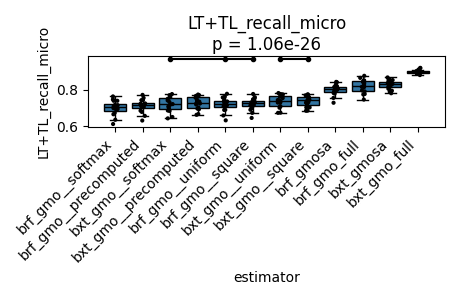 LT+TL_recall_micro
p = 1.06e-26
LT+TL_recall_micro
0.8
0.6
brf_gmo__softmax
brf_gmo__precomputed
bxt_gmo__softmax
bxt_gmo__precomputed
brf_gmo__uniform
brf_gmo__square
bxt_gmo__uniform
bxt_gmo__square
brf_gmosa
brf_gmo_full
bxt_gmosa
bxt_gmo_full
estimator